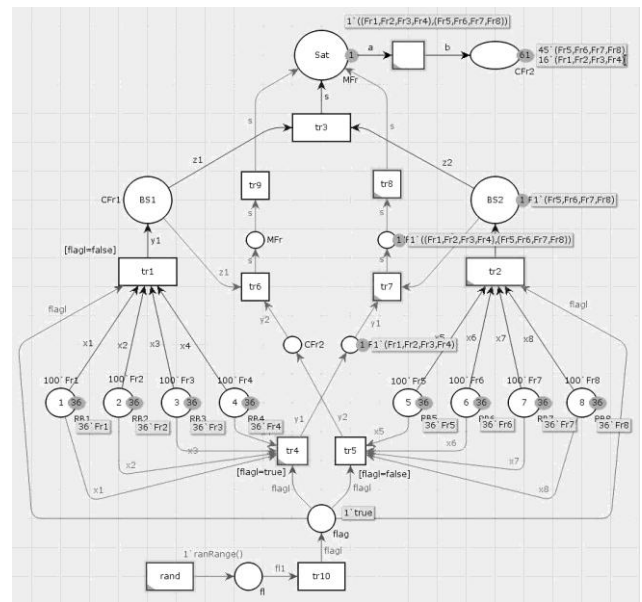 1`((Fr1,Fr2,Fr3,Fr4),(Fr5,Fr6,Fr7,Fr8))
Sat 1 a b 61 45`(Fr5,Fr6,Fr7,Fr8)
16`(Fr1,Fr2,Fr3,Fr4)
MFr CFr2
s s s
tr3
z1 z2
tr9 tr8
CFr1 BS1 BS2 1`(Fr5,Fr6,Fr7,Fr8)
s s
MFr 1`((Fr1,Fr2,Fr3,Fr4),(Fr5,Fr6,Fr7,Fr8))
[flagl=false] y1
s s
z1
tr1 tr6 tr7 tr2
flagl y2 y1 flagl
x1 x2 x3 x4 x5 x6 x7 x8
CFr2 1`(Fr1,Fr2,Fr3,Fr4)
100`Fr1 100`Fr2 100`Fr3 100`Fr4 100`Fr5 100`Fr6 100`Fr7 100`Fr8
1 36 2 36 3 36 4 36 5 36 6 36 7 36 8 36
RB1 RB2 RB3 RB4 RB5
36`Fr1 36`Fr2 36`Fr3 36`Fr4 36`Fr5 36`Fr6 36`Fr7 36`Fr8
y1 y2
x3 tr4 tr5 x5 x6
x1 x2 x7 x8
[flagl=true] [flagl=false]
flagl flagl
1`true
flag
1`ranRange() flagl
rand fl1 tr10
fl